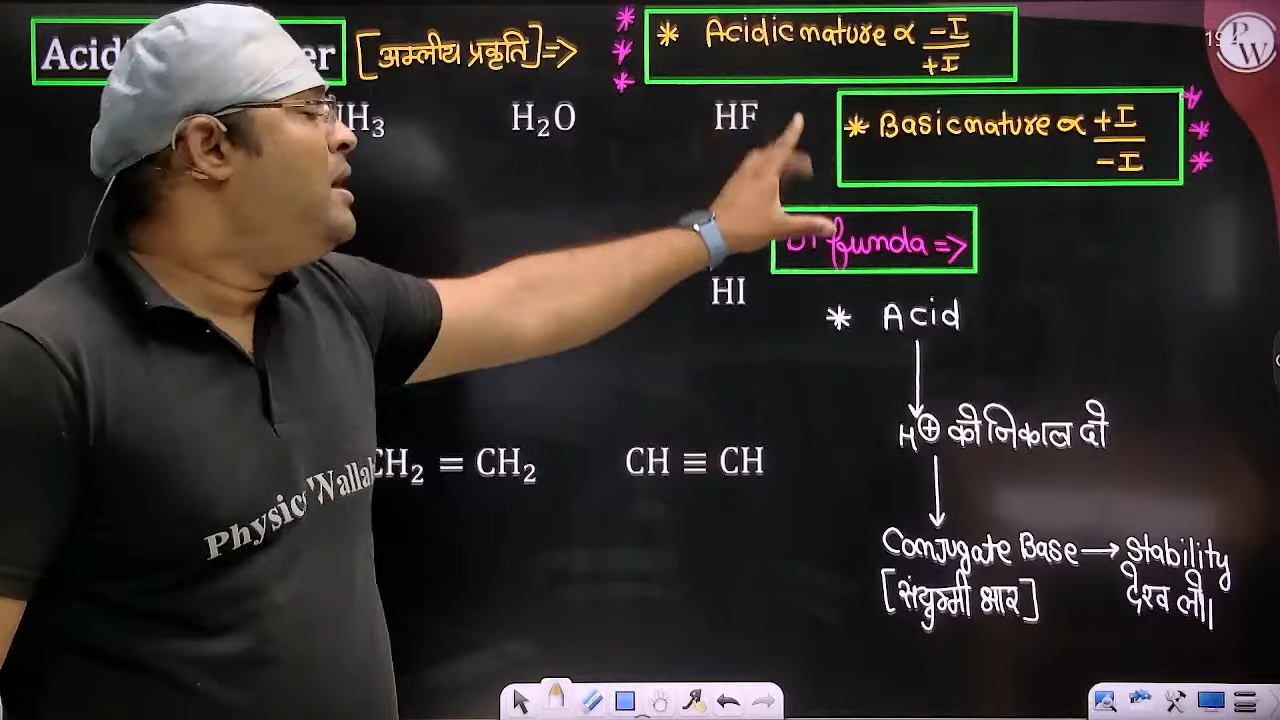 [अम्लीय प्रकृति]=>
* Acidic nature ∝ -I / +I
H₃
H₂O
HF
* Basic nature ∝ +I / -I
PW
funda =>
HI
* Acid
H⊕ को निकाल दो
CH₂ = CH₂
CH ≡ CH
Conjugate Base → Stability
[संयुग्मी क्षार]
देख लो।
Physics Wallah